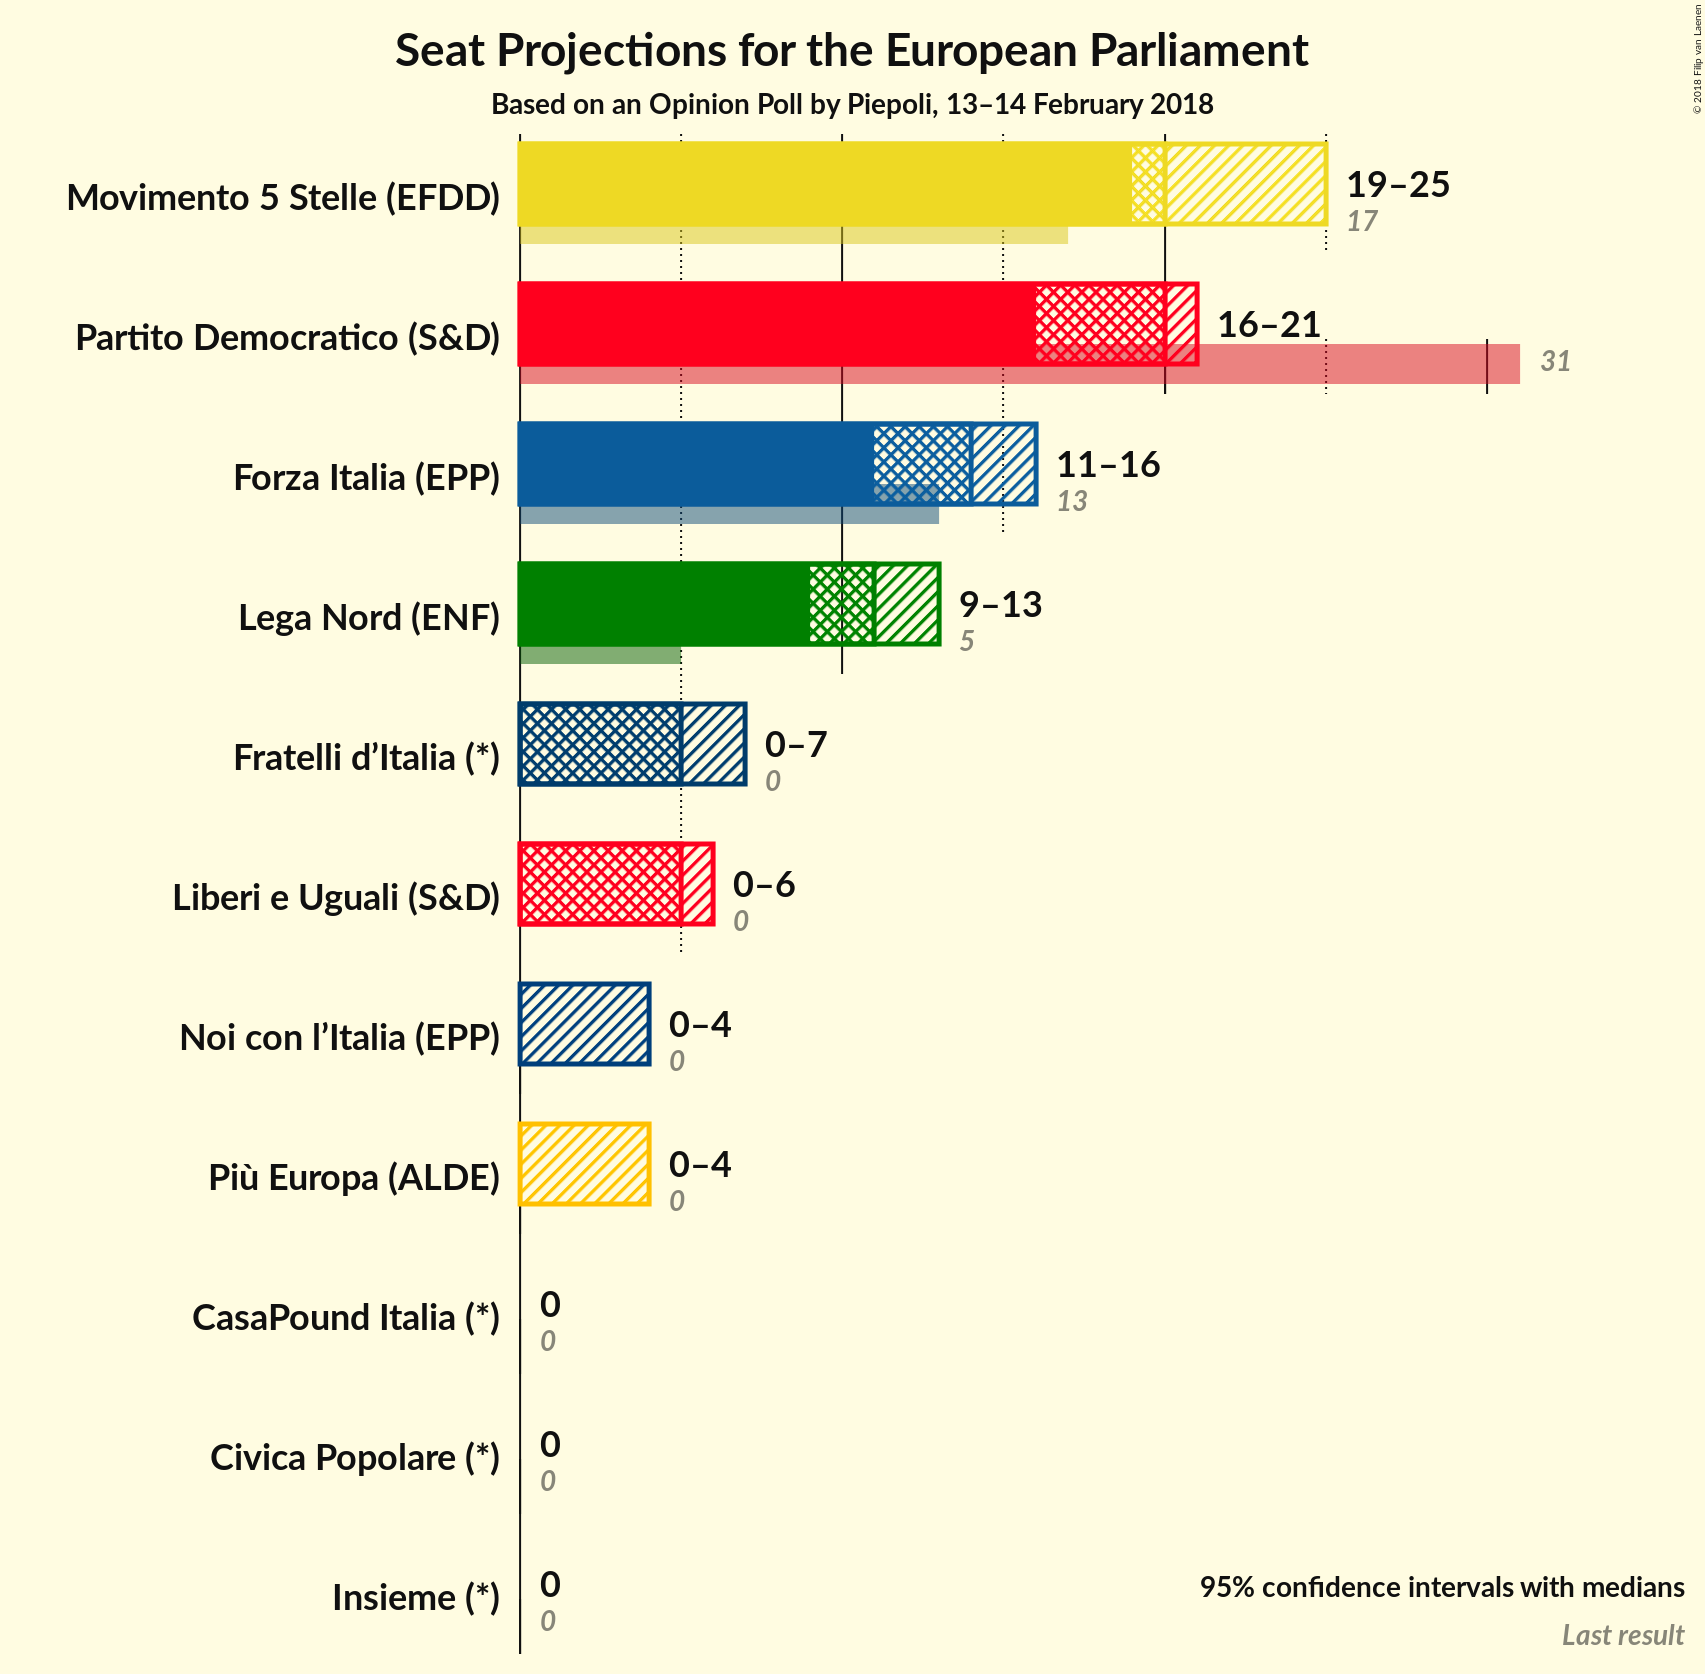 Seat Projections for the European Parliament
Based on an Opinion Poll by Piepoli, 13–14 February 2018
© 2018 Filip van Laenen
Movimento 5 Stelle (EFDD)
19–25
17
Partito Democratico (S&D)
16–21
31
Forza Italia (EPP)
11–16
13
Lega Nord (ENF)
9–13
5
Fratelli d’Italia (*)
0–7
0
Liberi e Uguali (S&D)
0–6
0
Noi con l’Italia (EPP)
0–4
0
Più Europa (ALDE)
0–4
0
CasaPound Italia (*)
0
0
Civica Popolare (*)
0
0
Insieme (*)
0
0
95% confidence intervals with medians
Last result